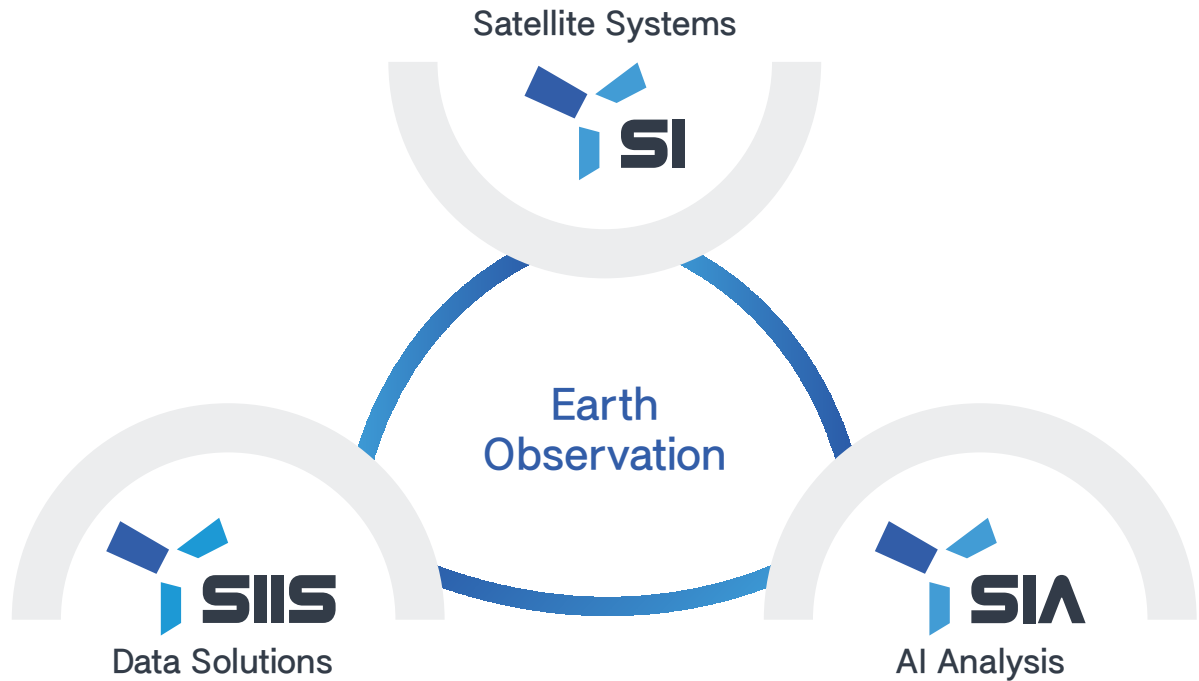 Satellite Systems
SI
Earth
Observation
SIIS
Data Solutions
SIA
AI Analysis